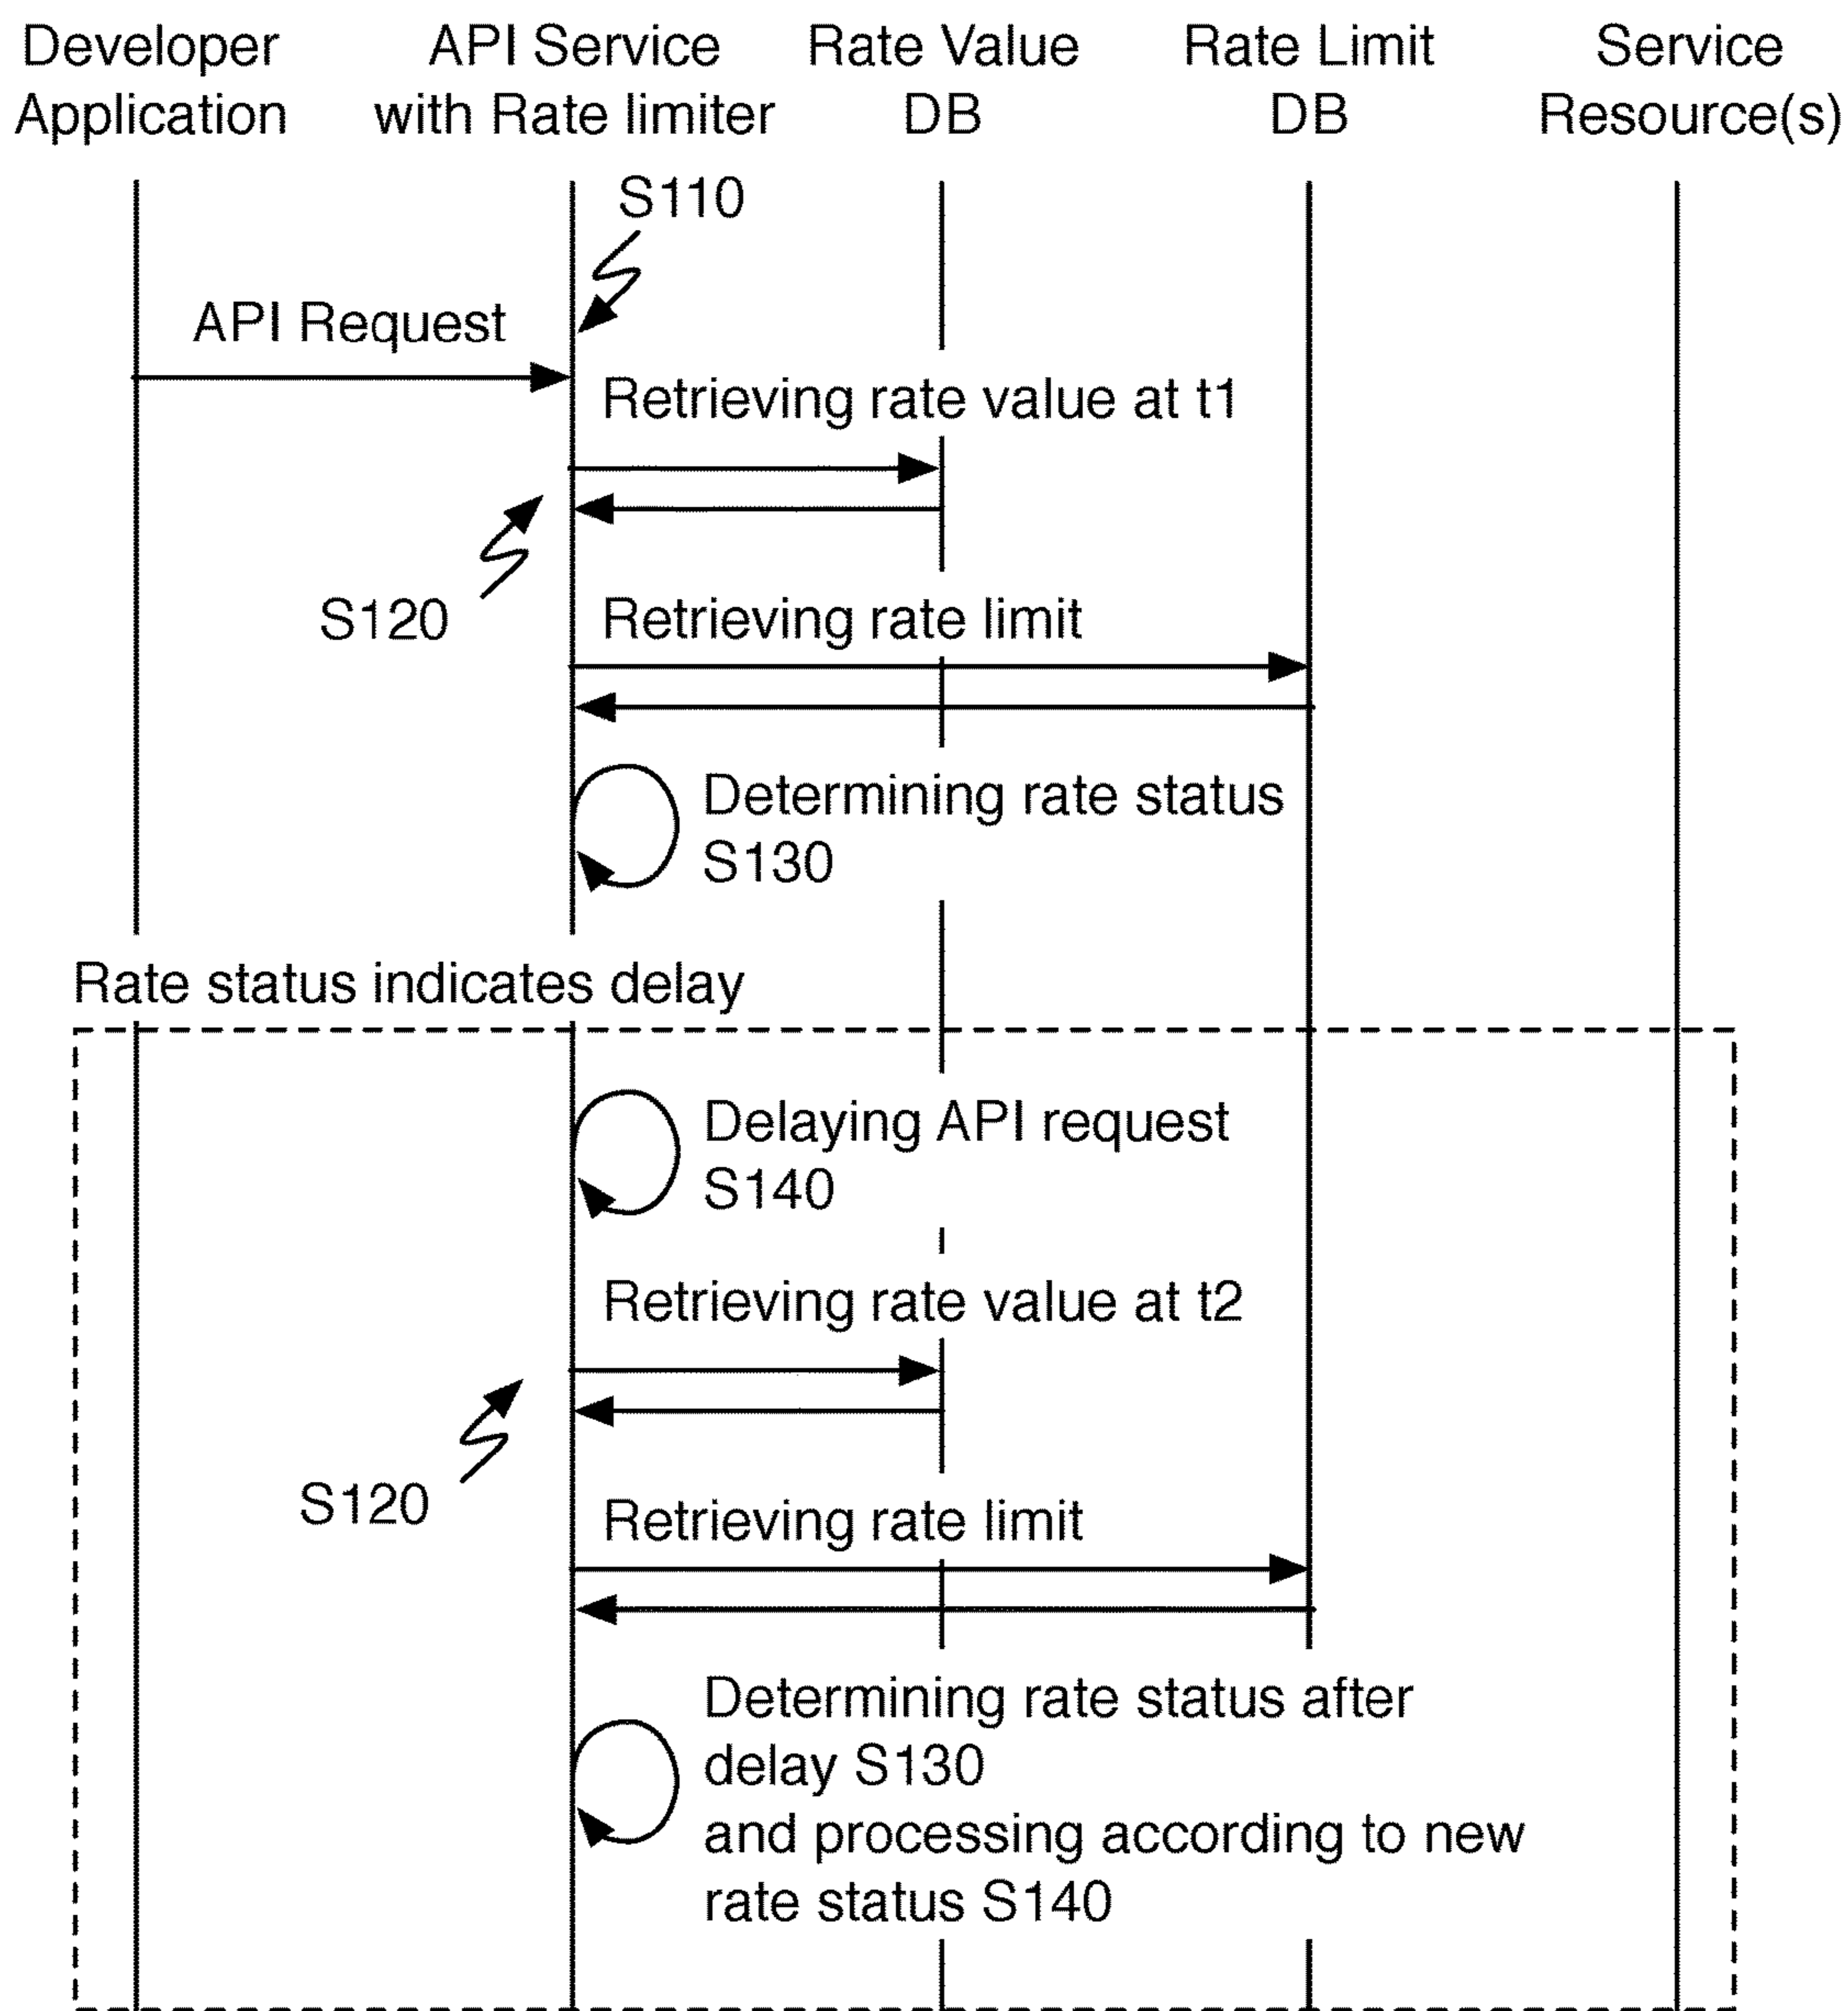 Developer
Application
API Service
with Rate limiter
Rate Value
DB
Rate Limit
DB
Service
Resource(s)
S110
API Request
Retrieving rate value at t1
S120
Retrieving rate limit
Determining rate status
S130
Rate status indicates delay
Delaying API request
S140
Retrieving rate value at t2
S120
Retrieving rate limit
Determining rate status after
delay S130
and processing according to new
rate status S140